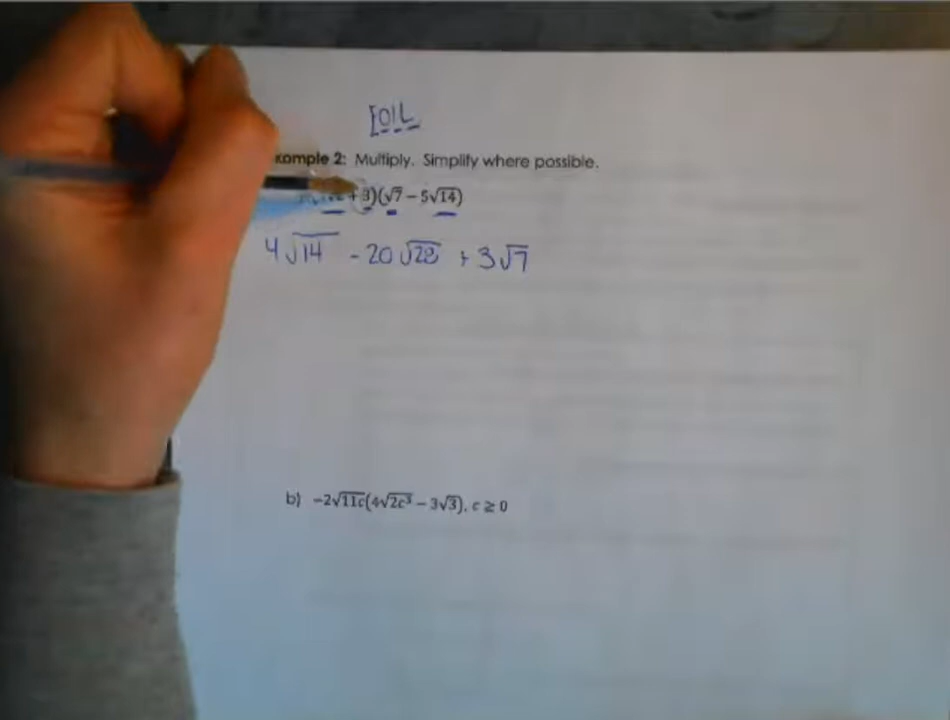 FOIL
xample 2: Multiply. Simplify where possible.
+ 3)(√7 − 5√14)
4√14 - 20√28 + 3√7
b) −2√11c(4√2c³ − 3√3), c ≥ 0